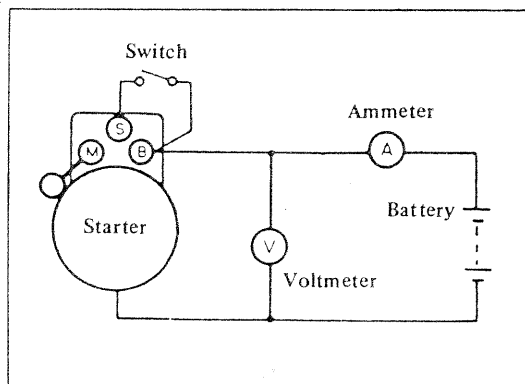 Switch
S
Ammeter
M
B
A
Battery
Starter
V
Voltmeter